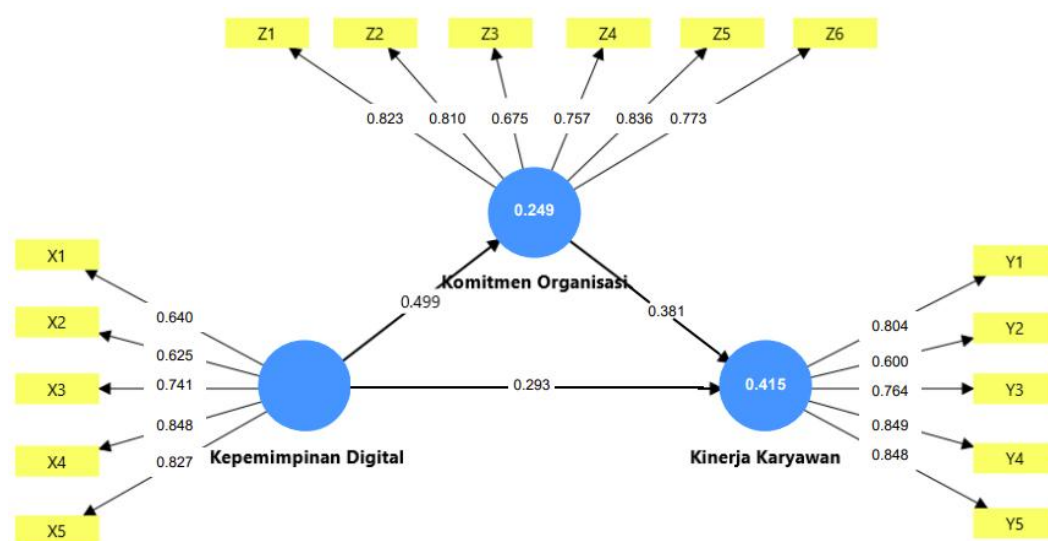 Z1 Z2 Z3 Z4 Z5 Z6
0.823 0.810 0.675 0.757 0.836 0.773
0.249
Komitmen Organisasi
0.499
0.381
X1
X2
X3
X4
X5
0.640
0.625
0.741
0.848
0.827
Kepemimpinan Digital
0.293
0.415
Kinerja Karyawan
0.804
0.600
0.764
0.849
0.848
Y1
Y2
Y3
Y4
Y5